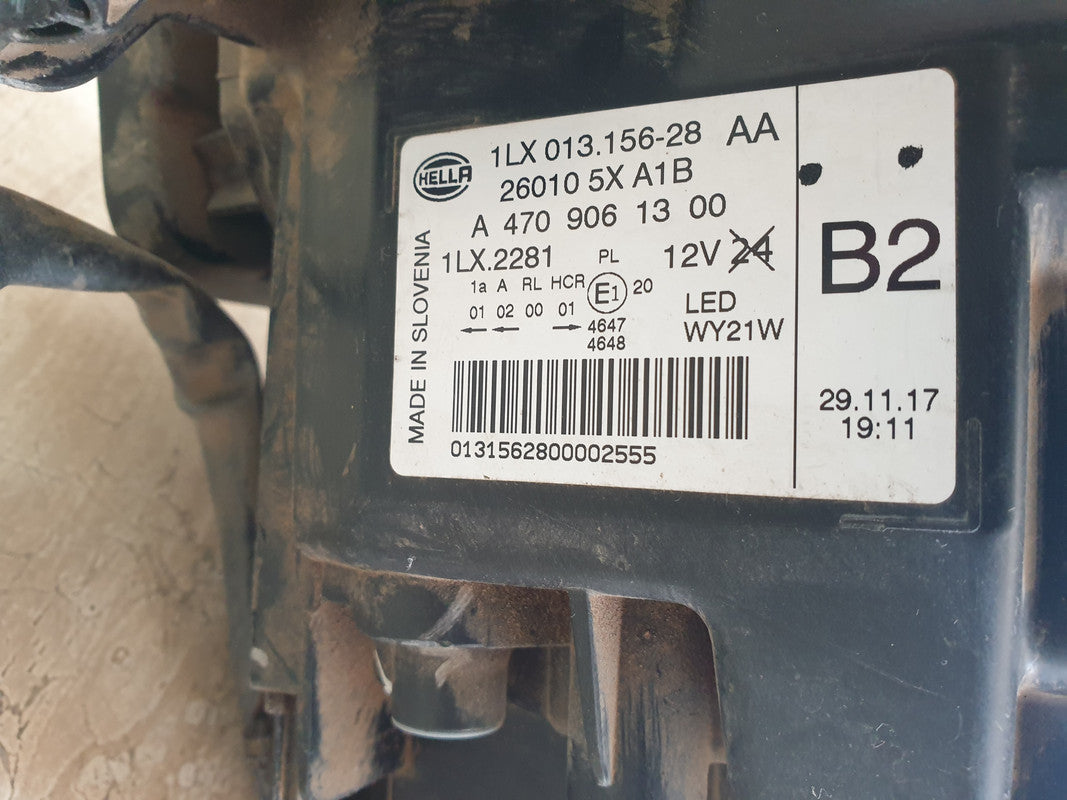 HELLA
1LX 013.156-28 AA
26010 5X A1B
A 470 906 13 00
1LX.2281 PL 12V 24
1a A RL HCR E1 20
01 02 00 01
4647
4648
LED
WY21W
MADE IN SLOVENIA
0131562800002555
B2
29.11.17
19:11